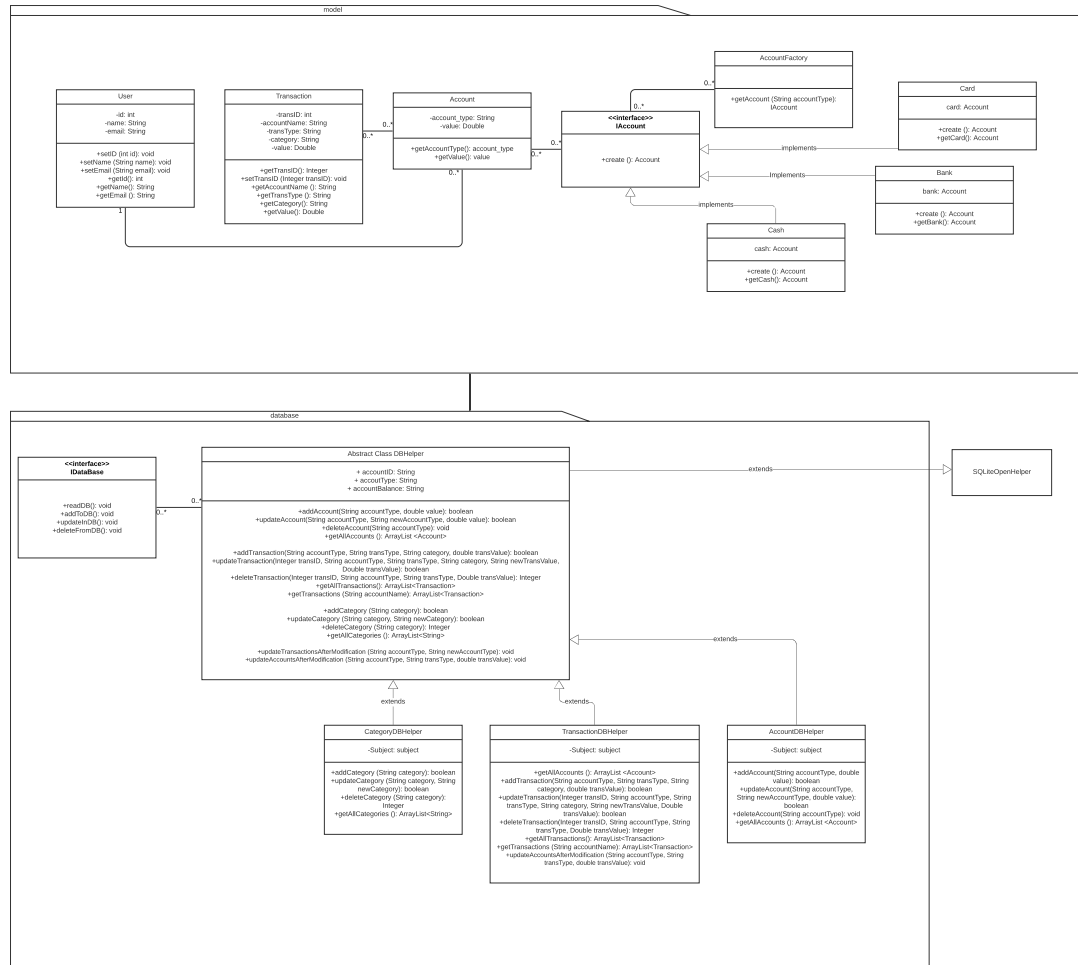 model
User
-id: int
-name: String
-email: String
+setID (int id): void
+setName (String name): void
+setEmail (String email): void
+getId(): int
+getName(): String
+getEmail (): String
1
Transaction
-transID: int
-accountName: String
-transType: String
-category: String
-value: Double
+getTransID(): Integer
+setTransID (Integer transID): void
+getAccountName (): String
+getTransType (): String
+getCategory(): String
+getValue(): Double
0..*
0..*
Account
-account_type: String
-value: Double
+getAccountType(): account_type
+getValue(): value
0..*
0..*
<<interface>>
IAccount
+create (): Account
0..*
0..*
AccountFactory
+getAccount (String accountType):
IAccount
Card
card: Account
+create (): Account
+getCard(): Account
implements
Bank
bank: Account
+create (): Account
+getBank(): Account
Implements
implements
Cash
cash: Account
+create (): Account
+getCash(): Account
database
<<interface>>
IDataBase
+readDB(): void
+addToDB(): void
+updateInDB(): void
+deleteFromDB(): void
0..*
0..*
Abstract Class DBHelper
+ accountID: String
+ accoutType: String
+ accountBalance: String
+addAccount(String accountType, double value): boolean
+updateAccount(String accountType, String newAccountType, double value): boolean
+deleteAccount(String accountType): void
+getAllAccounts (): ArrayList <Account>
+addTransaction(String accountType, String transType, String category, double transValue): boolean
+updateTransaction(Integer transID, String accountType, String transType, String category, String newTransValue,
Double transValue): boolean
+deleteTransaction(Integer transID, String accountType, String transType, Double transValue): Integer
+getAllTransactions(): ArrayList<Transaction>
+getTransactions (String accountName): ArrayList<Transaction>
+addCategory (String category): boolean
+updateCategory (String category, String newCategory): boolean
+deleteCategory (String category): Integer
+getAllCategories (): ArrayList<String>
+updateTransactionsAfterModification (String accountType, String newAccountType): void
+updateAccountsAfterModification (String accountType, String transType, double transValue): void
extends
SQLiteOpenHelper
extends
extends
extends
CategoryDBHelper
-Subject: subject
+addCategory (String category): boolean
+updateCategory (String category, String
newCategory): boolean
+deleteCategory (String category):
Integer
+getAllCategories (): ArrayList<String>
TransactionDBHelper
-Subject: subject
+getAllAccounts (): ArrayList <Account>
+addTransaction(String accountType, String transType, String
category, double transValue): boolean
+updateTransaction(Integer transID, String accountType, String
transType, String category, String newTransValue, Double
transValue): boolean
+deleteTransaction(Integer transID, String accountType, String
transType, Double transValue): Integer
+getAllTransactions(): ArrayList<Transaction>
+getTransactions (String accountName): ArrayList<Transaction>
+updateAccountsAfterModification (String accountType, String
transType, double transValue): void
AccountDBHelper
-Subject: subject
+addAccount(String accountType, double
value): boolean
+updateAccount(String accountType,
String newAccountType, double value):
boolean
+deleteAccount(String accountType): void
+getAllAccounts (): ArrayList <Account>